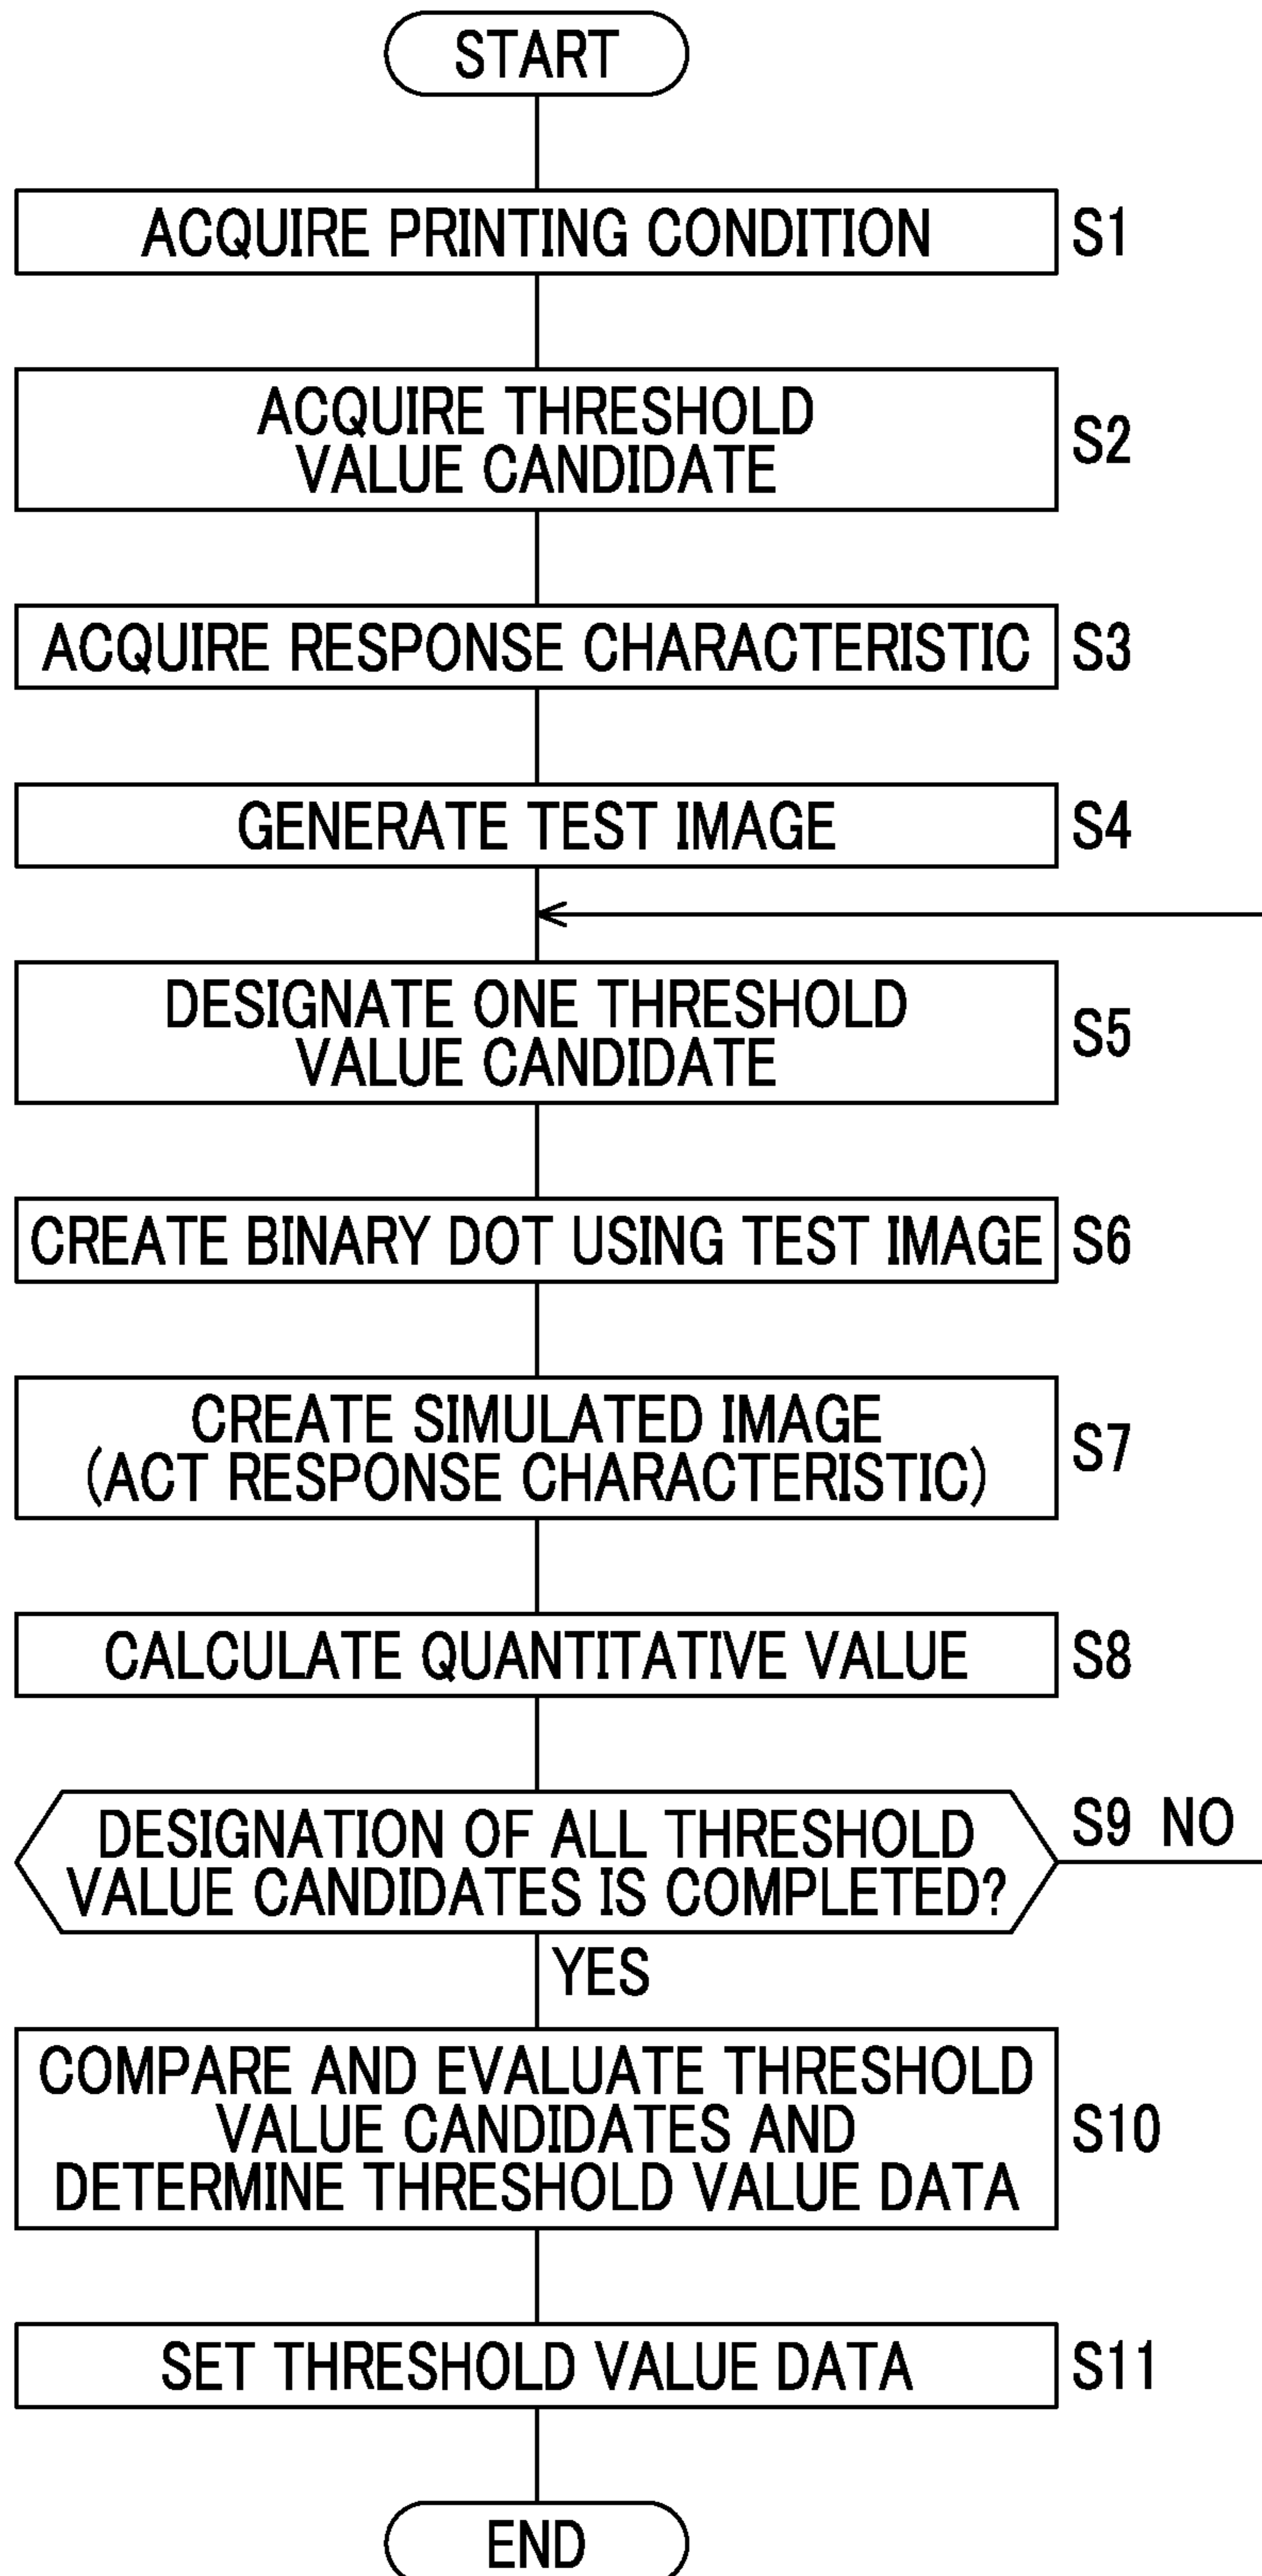 START
ACQUIRE PRINTING CONDITION S1
ACQUIRE THRESHOLD
VALUE CANDIDATE
S2
ACQUIRE RESPONSE CHARACTERISTIC S3
GENERATE TEST IMAGE S4
DESIGNATE ONE THRESHOLD
VALUE CANDIDATE
S5
CREATE BINARY DOT USING TEST IMAGE S6
CREATE SIMULATED IMAGE
(ACT RESPONSE CHARACTERISTIC)
S7
CALCULATE QUANTITATIVE VALUE S8
DESIGNATION OF ALL THRESHOLD
VALUE CANDIDATES IS COMPLETED?
S9 NO
YES
COMPARE AND EVALUATE THRESHOLD
VALUE CANDIDATES AND
DETERMINE THRESHOLD VALUE DATA
S10
SET THRESHOLD VALUE DATA S11
END